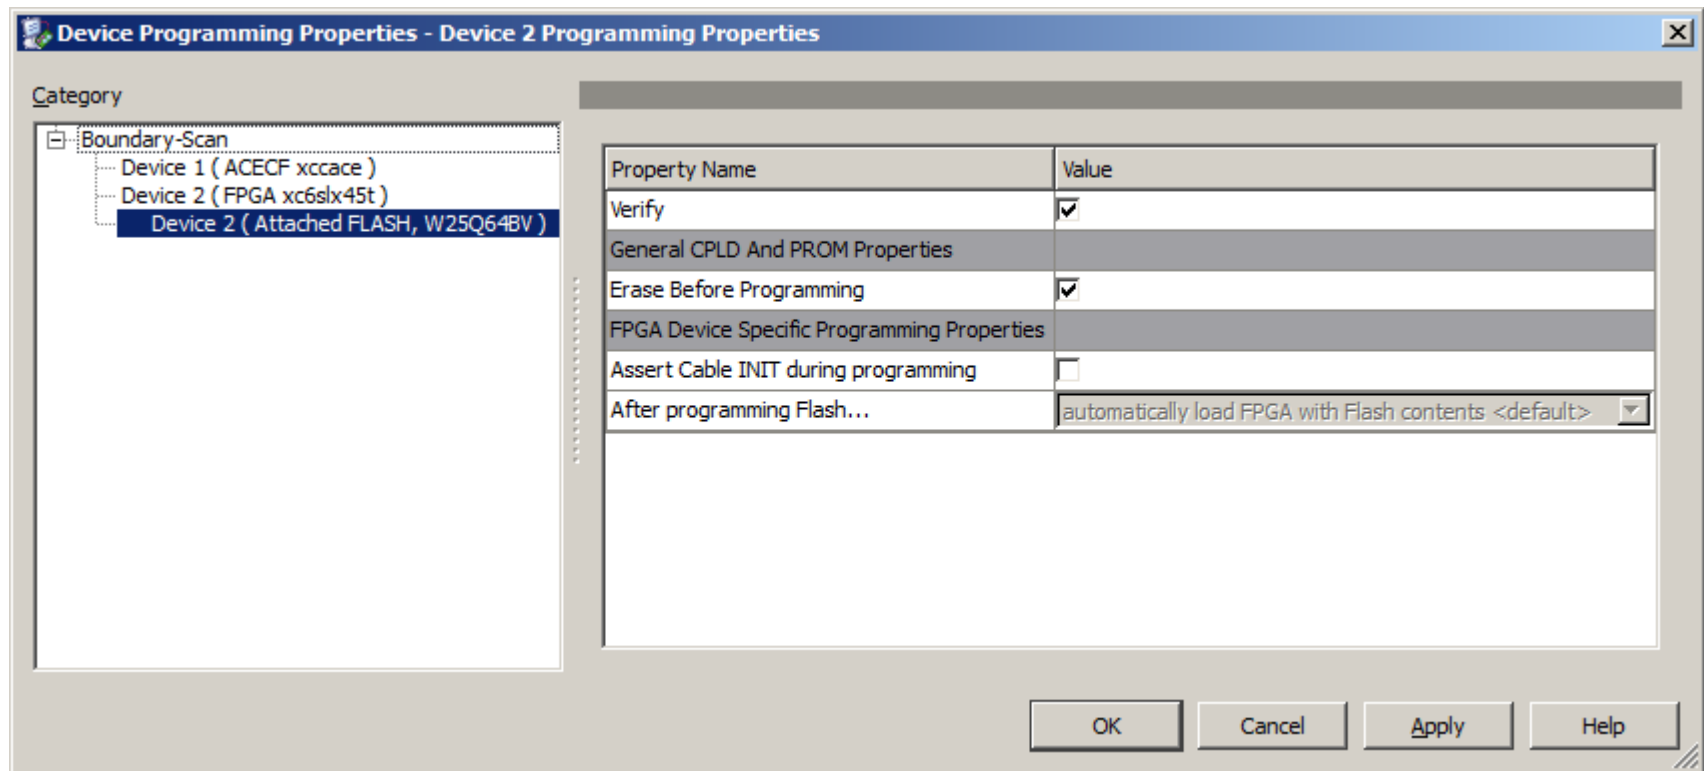 Device Programming Properties - Device 2 Programming Properties
Category
Boundary-Scan
Device 1 ( ACECF xccace )
Device 2 ( FPGA xc6slx45t )
Device 2 ( Attached FLASH, W25Q64BV )
Property Name Value
Verify
General CPLD And PROM Properties
Erase Before Programming
FPGA Device Specific Programming Properties
Assert Cable INIT during programming
After programming Flash... automatically load FPGA with Flash contents <default>
OK Cancel Apply Help